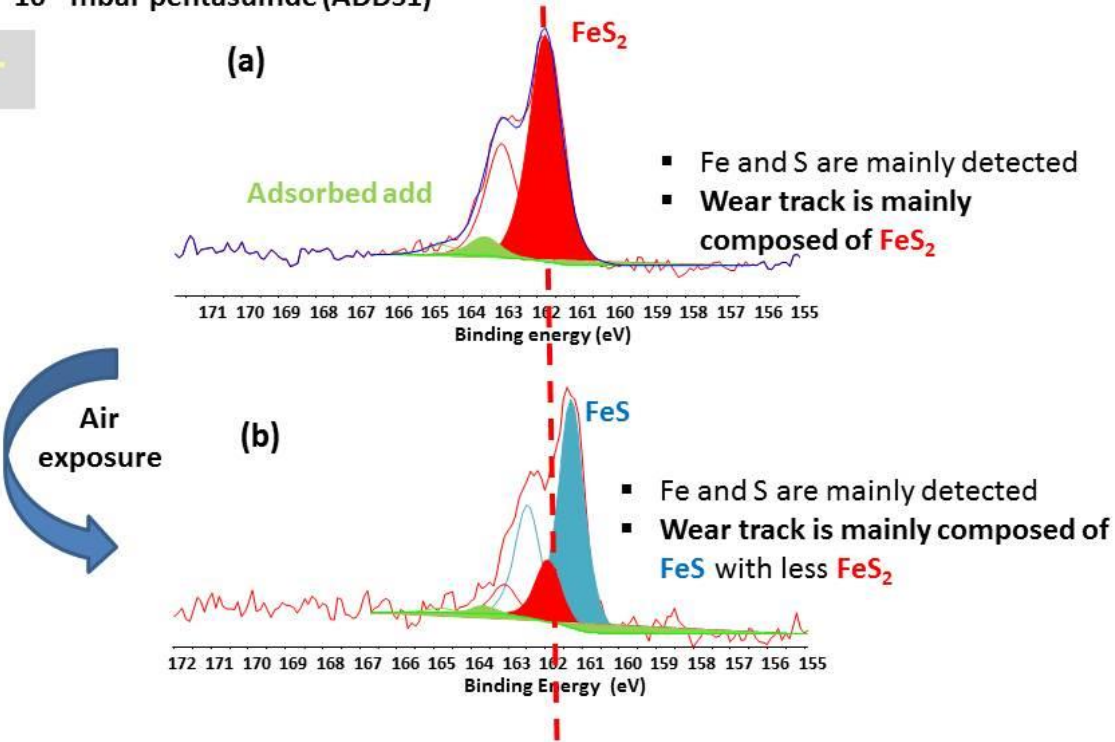 mbar pentasulfide (ADDS1)
FeS₂
(a)
▪ Fe and S are mainly detected
Adsorbed add
▪ Wear track is mainly
composed of FeS₂
171 170 169 168 167 166 165 164 163 162 161 160 159 158 157 156 155
Binding energy (eV)
Air
exposure
FeS
(b)
▪ Fe and S are mainly detected
▪ Wear track is mainly composed of
FeS with less FeS₂
172 171 170 169 168 167 166 165 164 163 162 161 160 159 158 157 156 155
Binding Energy (eV)